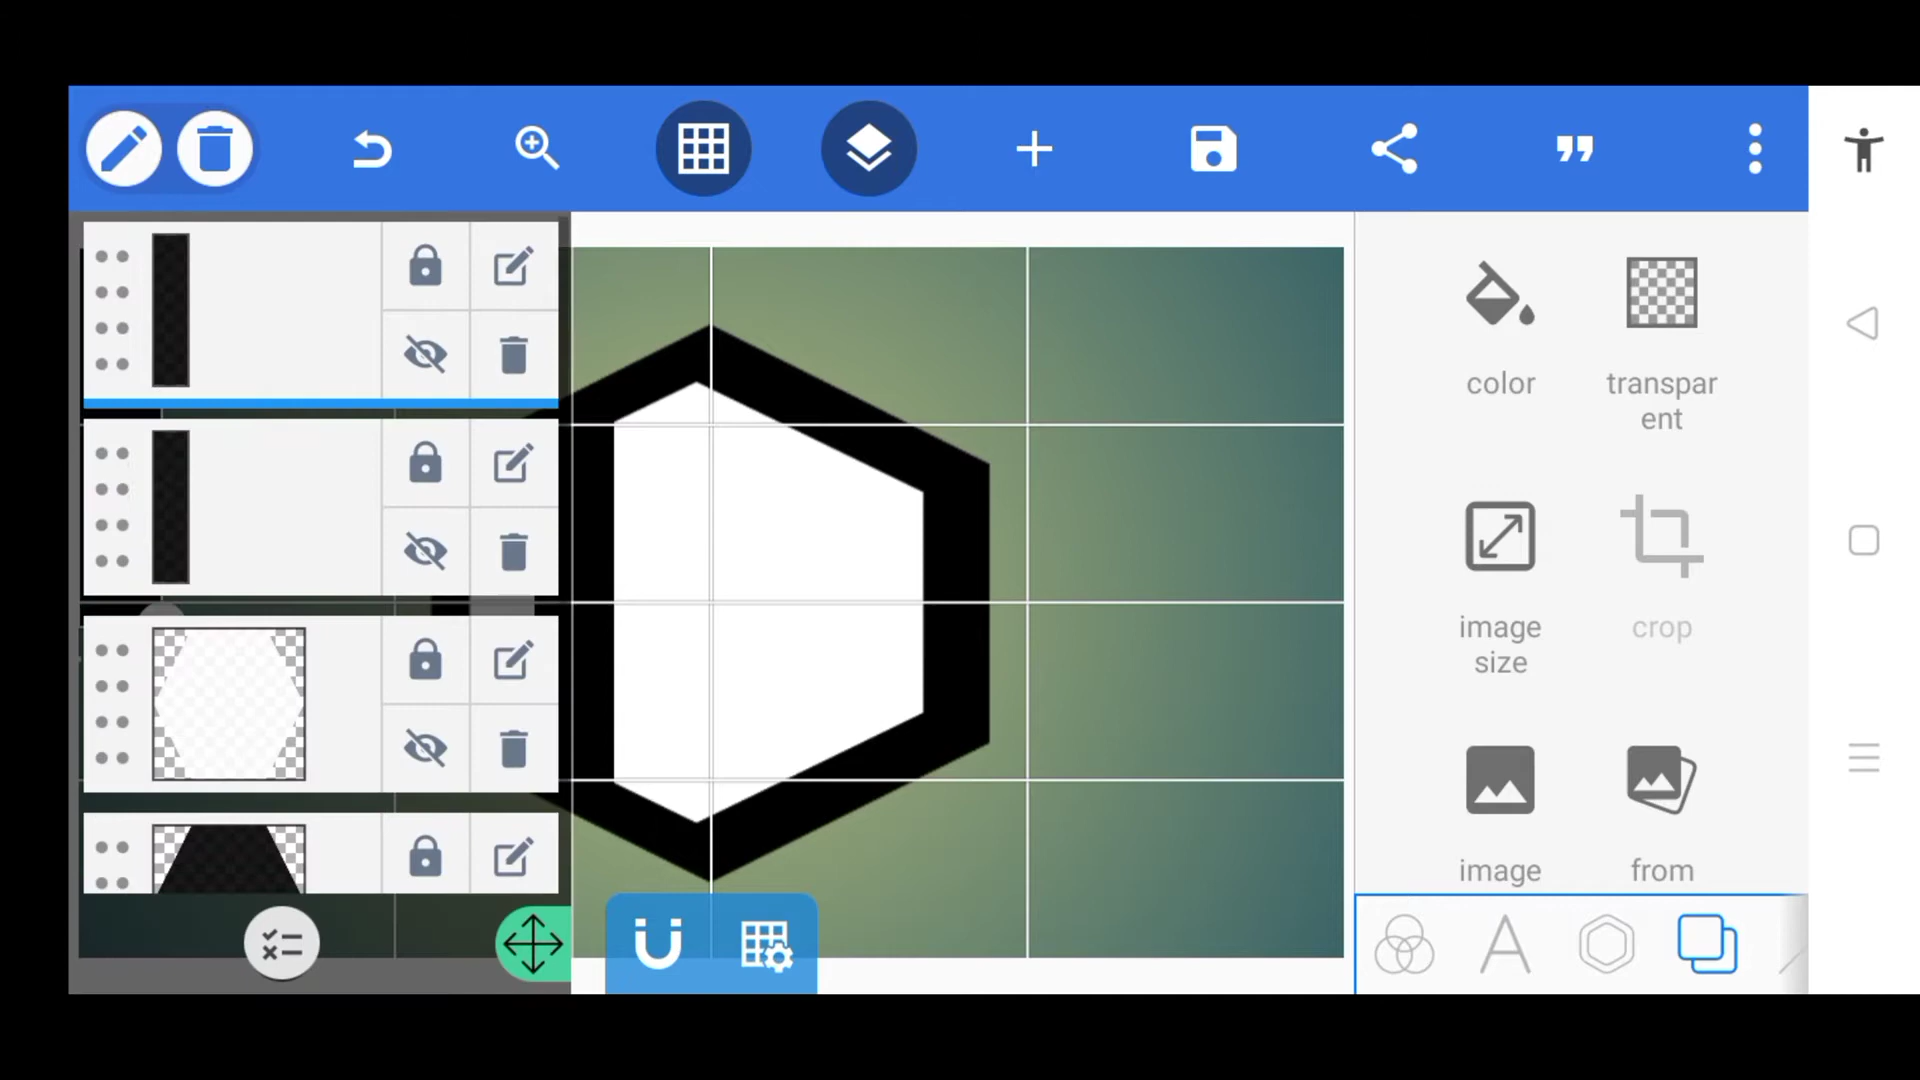 color
transpar
ent
image
size
crop
image
from